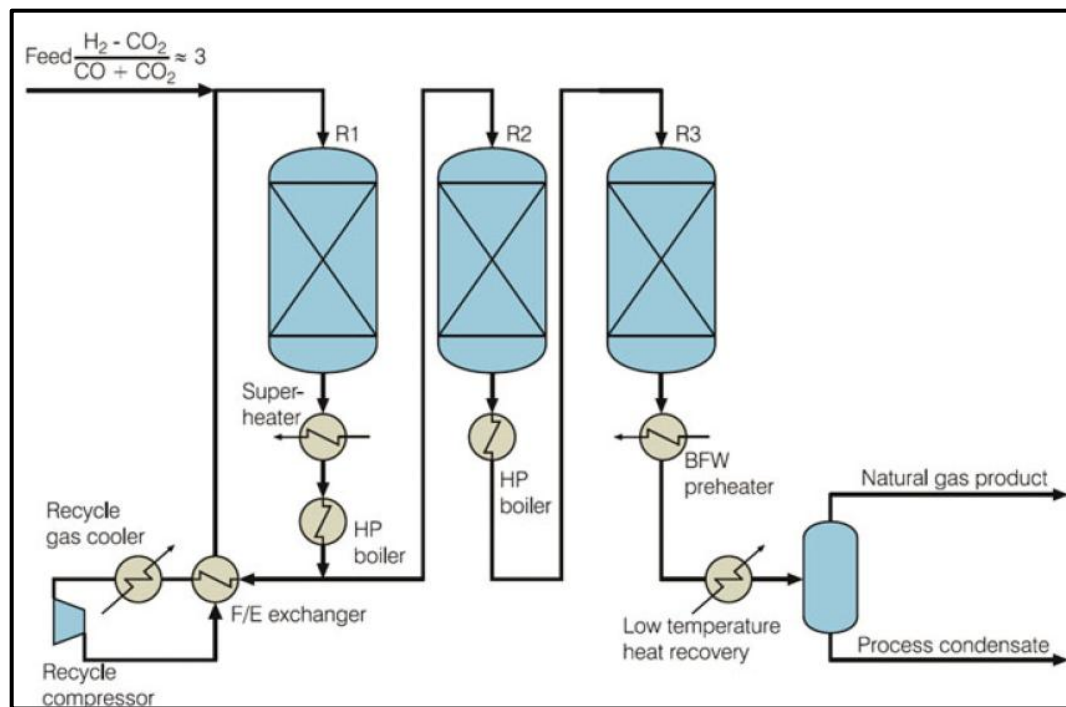 Feed H₂ - CO₂ / CO + CO₂ ≈ 3
R1
R2
R3
Super-
heater
HP
boiler
HP
boiler
BFW
preheater
Natural gas product
Recycle
gas cooler
F/E exchanger
Low temperature
heat recovery
Process condensate
Recycle
compressor